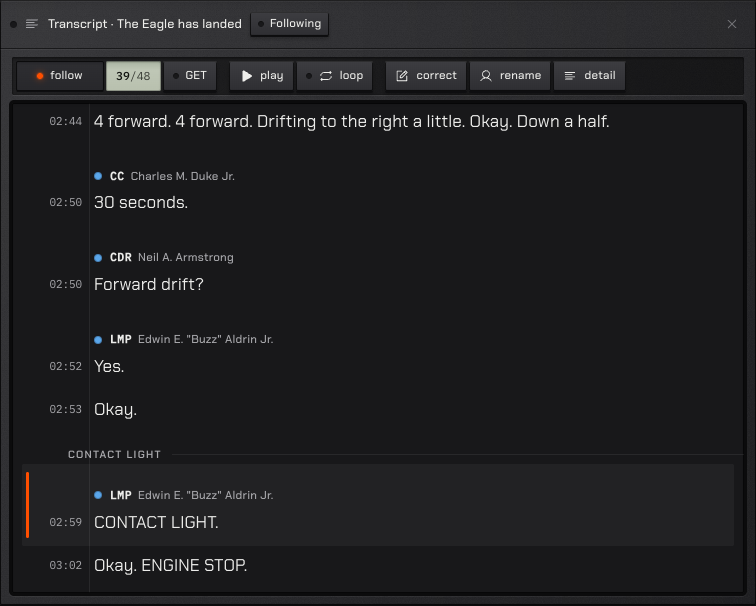 Transcript · The Eagle has landed Following
follow 39/48 GET play loop correct rename detail
02:44 4 forward. 4 forward. Drifting to the right a little. Okay. Down a half.
CC Charles M. Duke Jr.
02:50 30 seconds.
CDR Neil A. Armstrong
02:50 Forward drift?
LMP Edwin E. "Buzz" Aldrin Jr.
02:52 Yes.
02:53 Okay.
CONTACT LIGHT
LMP Edwin E. "Buzz" Aldrin Jr.
02:59 CONTACT LIGHT.
03:02 Okay. ENGINE STOP.